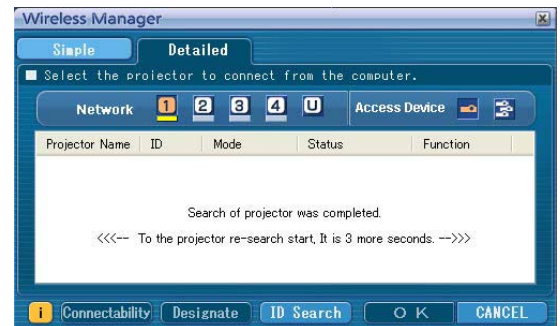 Wireless Manager
Simple Detailed
Select the projector to connect from the computer.
Network 1 2 3 4 U Access Device
Projector Name ID Mode Status Function
Search of projector was completed.
<<<-- To the projector re-search start, It is 3 more seconds. -->>>
i Connectability Designate ID Search O K CANCEL